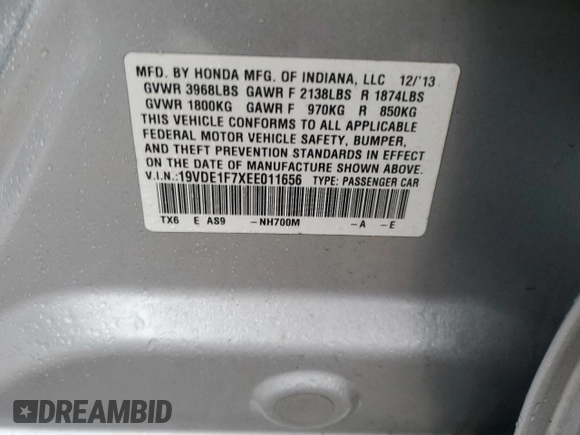 MFD. BY HONDA MFG. OF INDIANA, LLC 12/'13
GVWR 3968LBS GAWR F 2138LBS R 1874LBS
GVWR 1800KG GAWR F 970KG R 850KG
THIS VEHICLE CONFORMS TO ALL APPLICABLE
FEDERAL MOTOR VEHICLE SAFETY, BUMPER,
AND THEFT PREVENTION STANDARDS IN EFFECT
ON THE DATE OF MANUFACTURE SHOWN ABOVE.
V.I.N.:19VDE1F7XEE011656 TYPE: PASSENGER CAR
TX6 E AS9 -NH700M -A -E
DREAMBID